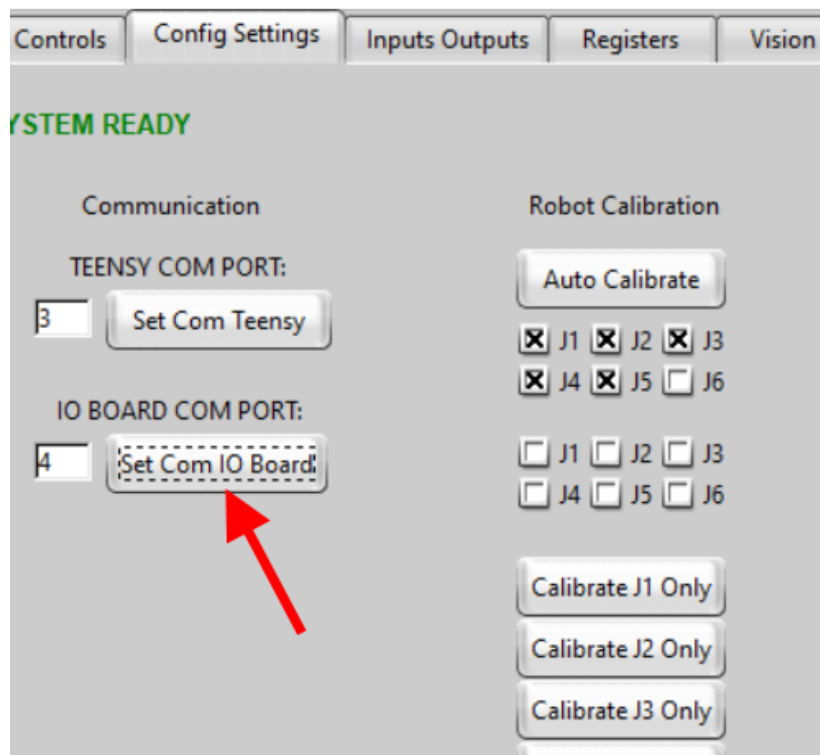 Controls Config Settings Inputs Outputs Registers Vision
YSTEM READY
Communication
TEENSY COM PORT:
3 Set Com Teensy
IO BOARD COM PORT:
4 Set Com IO Board
Robot Calibration
Auto Calibrate
J1 J2 J3
J4 J5 J6
J1 J2 J3
J4 J5 J6
Calibrate J1 Only
Calibrate J2 Only
Calibrate J3 Only